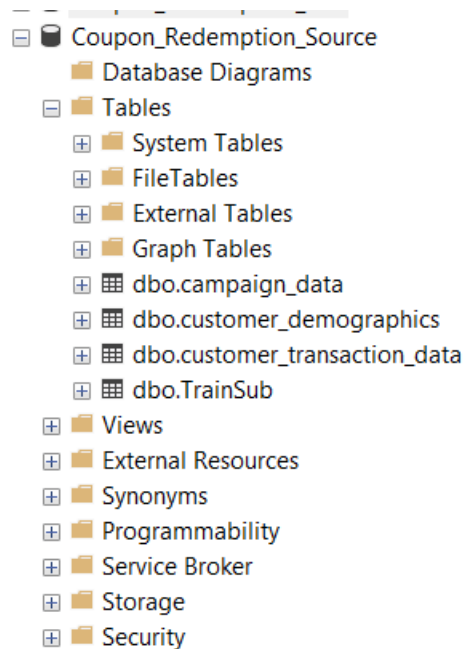 Coupon_Redemption_Source
Database Diagrams
Tables
System Tables
FileTables
External Tables
Graph Tables
dbo.campaign_data
dbo.customer_demographics
dbo.customer_transaction_data
dbo.TrainSub
Views
External Resources
Synonyms
Programmability
Service Broker
Storage
Security